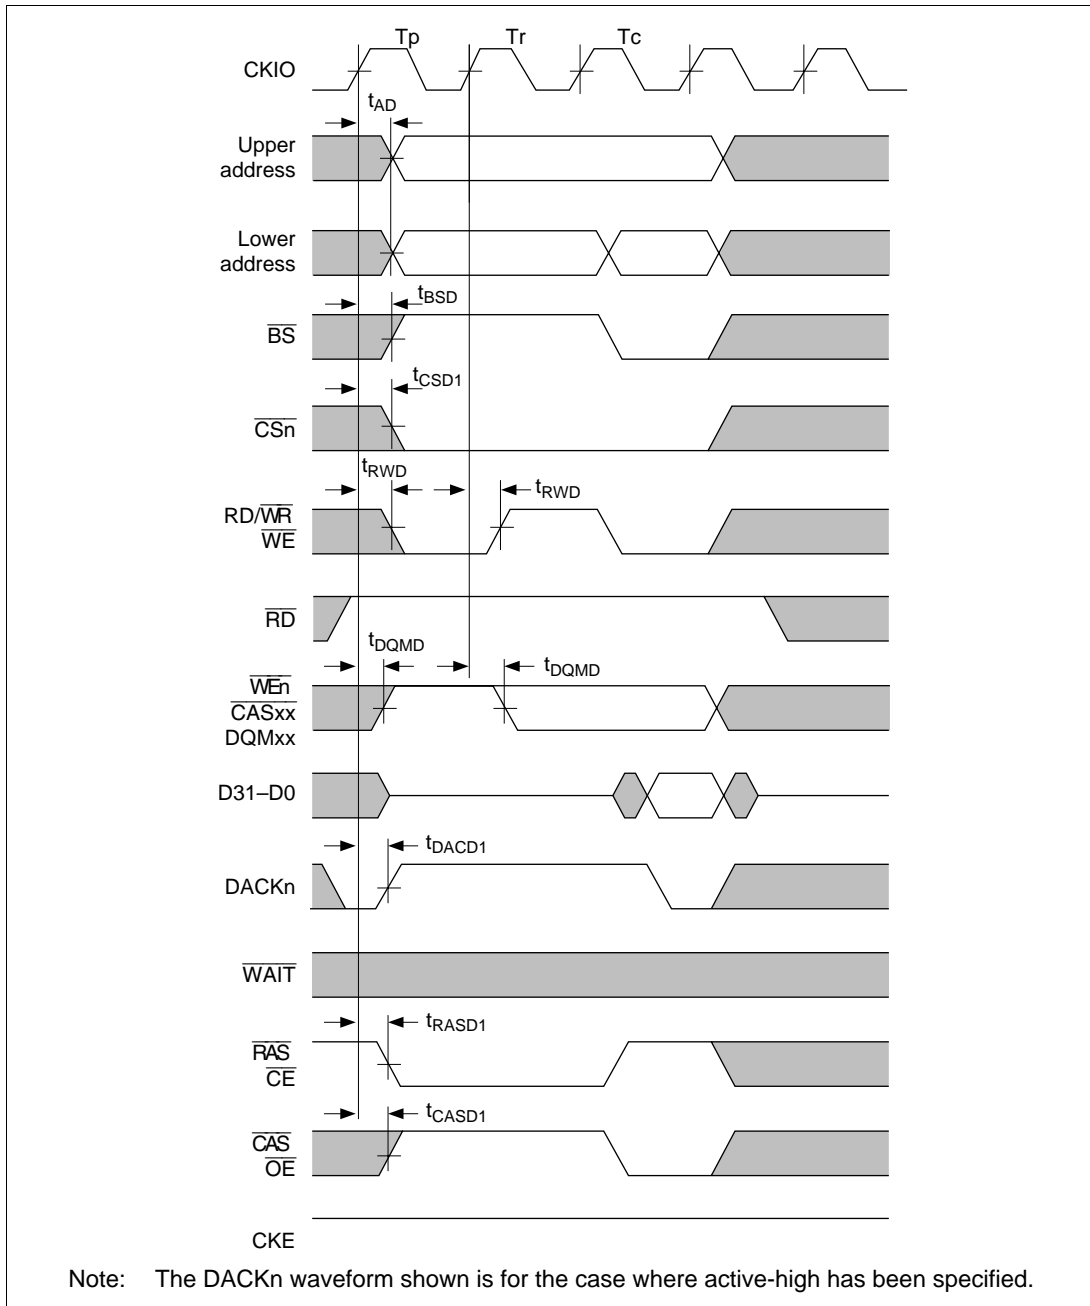 Tp Tr Tc
CKIO
tAD
Upper
address
Lower
address
tBSD
BS
tCSD1
CSn
tRWD tRWD
RD/WR
WE
RD
tDQMD tDQMD
WEn
CASxx
DQMxx
D31–D0
tDACD1
DACKn
WAIT
tRASD1
RAS
CE
tCASD1
CAS
OE
CKE
Note: The DACKn waveform shown is for the case where active-high has been specified.